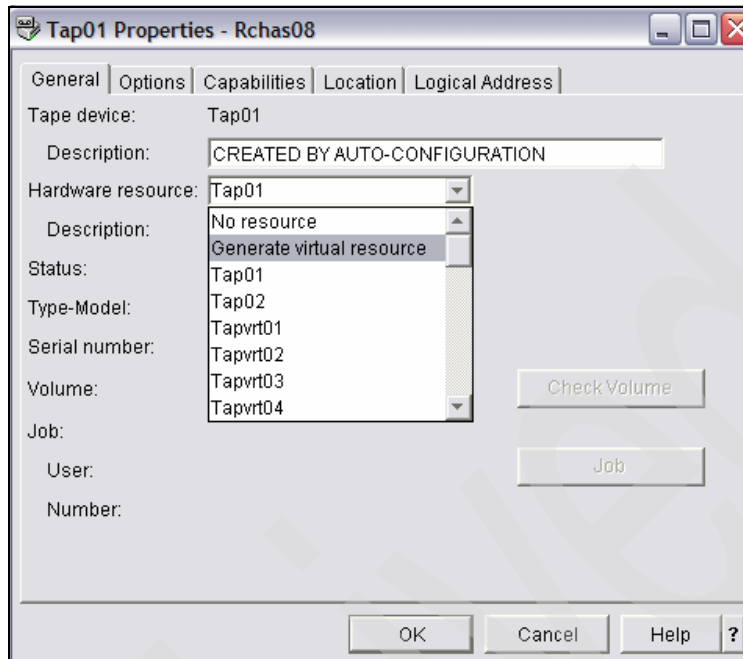 Tap01 Properties - Rchas08
General Options Capabilities Location Logical Address
Tape device: Tap01
Description: CREATED BY AUTO-CONFIGURATION
Hardware resource: Tap01
No resource
Description:
Generate virtual resource
Status:
Tap01
Tap02
Type-Model:
Tapvrt01
Serial number:
Tapvrt02
Tapvrt03
Volume:
Check Volume
Tapvrt04
Job:
User:
Job
Number:
OK Cancel Help ?